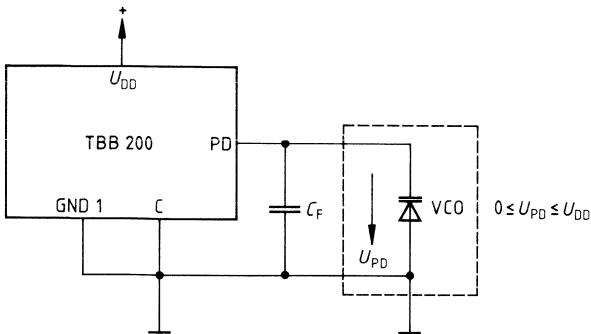 +
U_DD
TBB 200
PD
GND 1
C
C_F
U_PD
VCO
0 ≤ U_PD ≤ U_DD